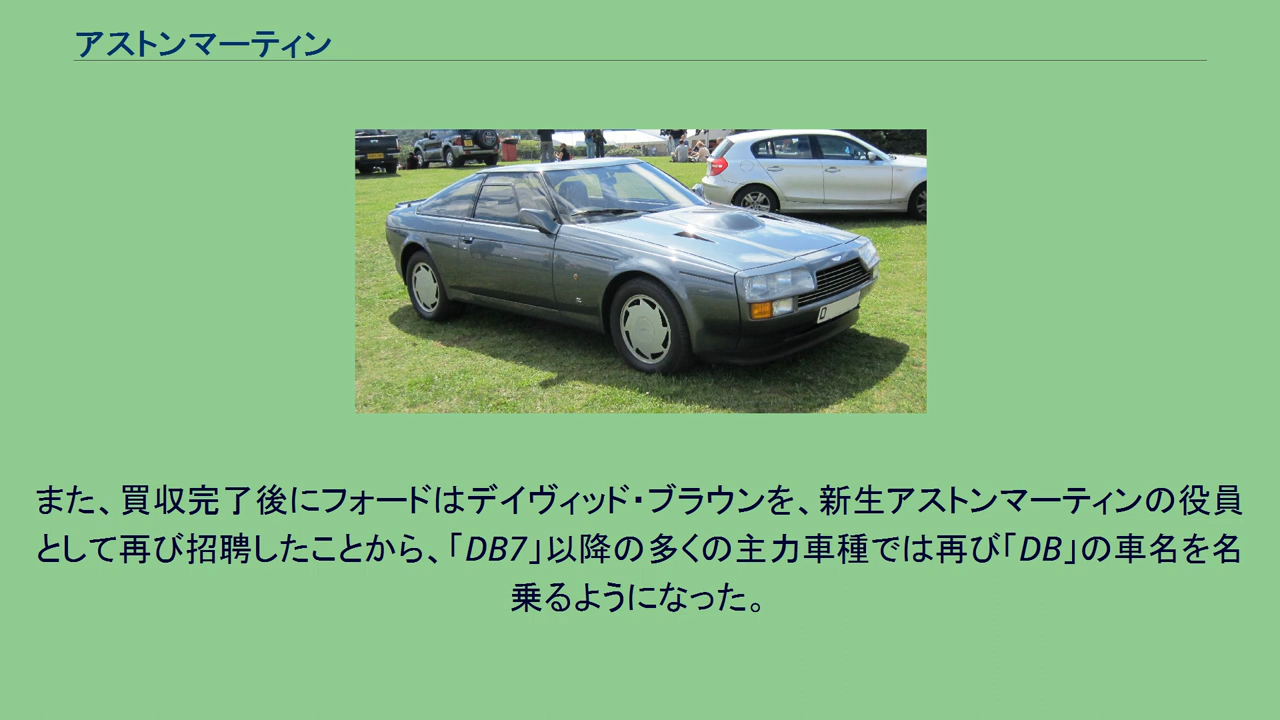 アストンマーティン
また、買収完了後にフォードはデイヴィッド・ブラウンを、新生アストンマーティンの役員
として再び招聘したことから、「DB7」以降の多くの主力車種では再び「DB」の車名を名
乗るようになった。